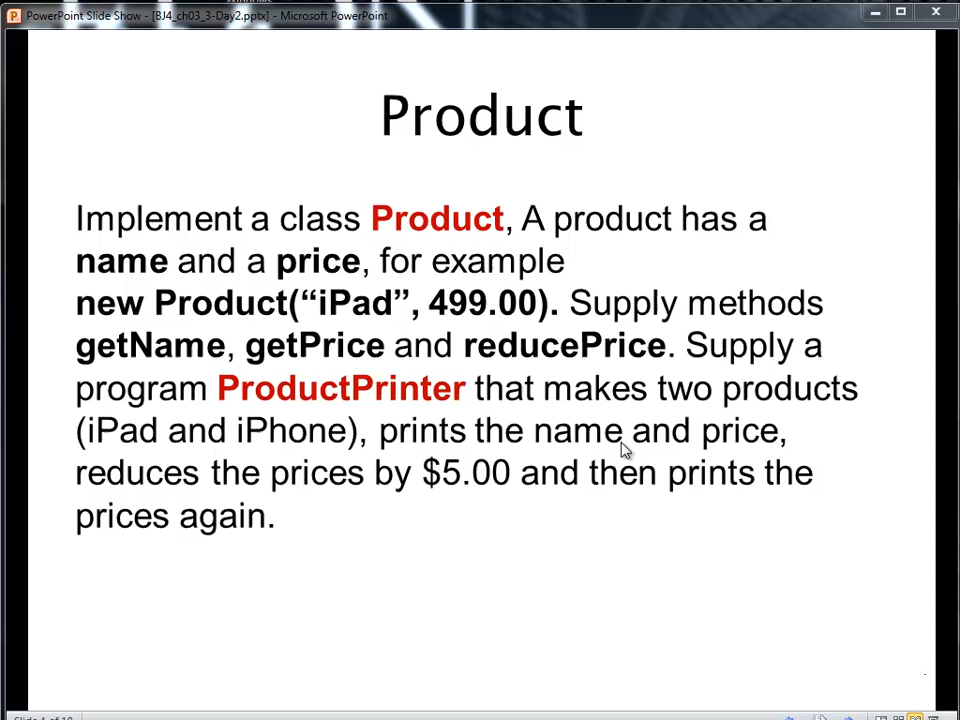 PowerPoint Slide Show - [BJ4_ch03_3-Day2.pptx] - Microsoft PowerPoint
Product
Implement a class Product, A product has a
name and a price, for example
new Product(“iPad”, 499.00). Supply methods
getName, getPrice and reducePrice. Supply a
program ProductPrinter that makes two products
(iPad and iPhone), prints the name and price,
reduces the prices by $5.00 and then prints the
prices again.